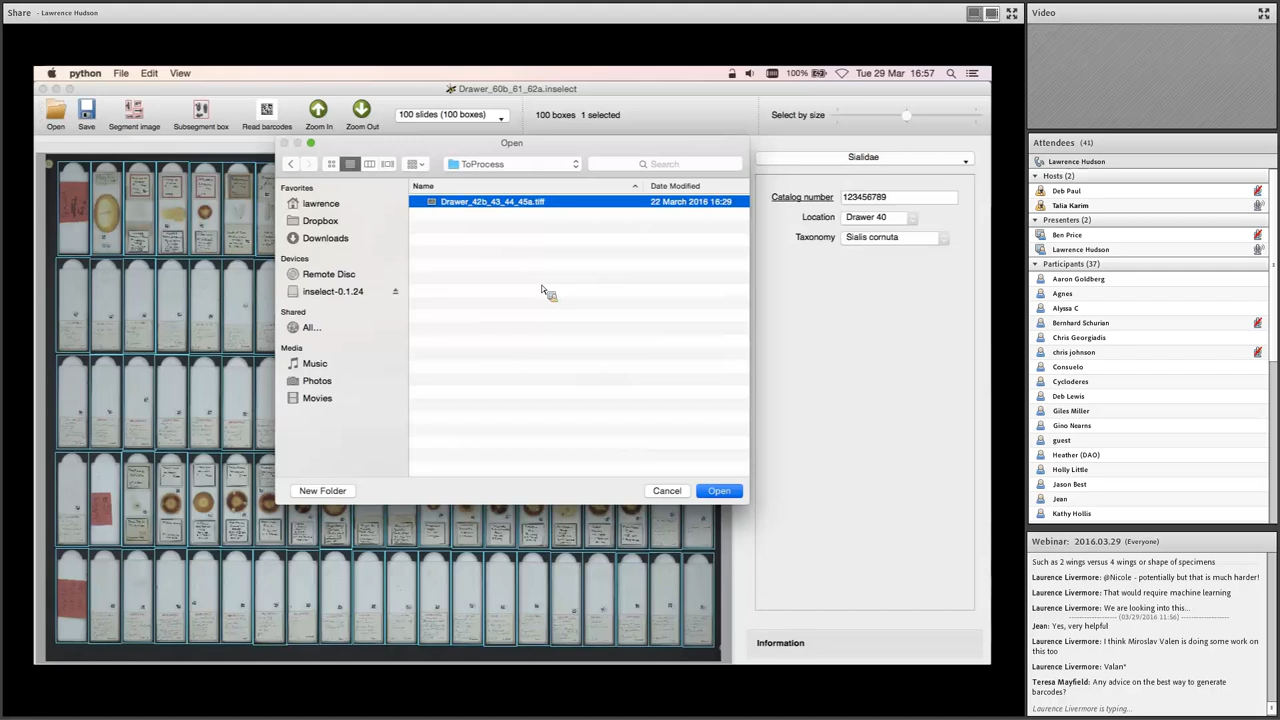 Share - Lawrence Hudson
Video
python File Edit View
100% Tue 29 Mar 16:57
Drawer_60b_61_62a.inselect
Open Save Segment image Subsegment box Read barcodes Zoom In Zoom Out
100 slides (100 boxes)
100 boxes 1 selected
Select by size
Open
ToProcess
Search
Favorites
lawrence
Dropbox
Downloads
Devices
Remote Disc
inselect-0.1.24
Shared
All...
Media
Music
Photos
Movies
Name Date Modified
Drawer_42b_43_44_45a.tiff 22 March 2016 16:29
New Folder Cancel Open
Sialidae
Catalog number 123456789
Location Drawer 40
Taxonomy Sialis cornuta
Information
Attendees (41)
Lawrence Hudson
Hosts (2)
Deb Paul
Talia Karim
Presenters (2)
Ben Price
Lawrence Hudson
Participants (37)
Aaron Goldberg
Agnes
Alyssa C
Bernhard Schurian
Chris Georgiadis
chris johnson
Consuelo
Cycloderes
Deb Lewis
Giles Miller
Gino Nearns
guest
Heather (DAO)
Holly Little
Jason Best
Jean
Kathy Hollis
Webinar: 2016.03.29 (Everyone)
Such as 2 wings versus 4 wings or shape of specimens
Laurence Livermore: @Nicole - potentially but that is much harder!
Laurence Livermore: That would require machine learning
Laurence Livermore: We are looking into this...
------------------ (03/29/2016 11:56) ------------------
Jean: Yes, very helpful
Laurence Livermore: I think Miroslav Valen is doing some work on
this too
Laurence Livermore: Valan*
Teresa Mayfield: Any advice on the best way to generate
barcodes?
Laurence Livermore is typing...